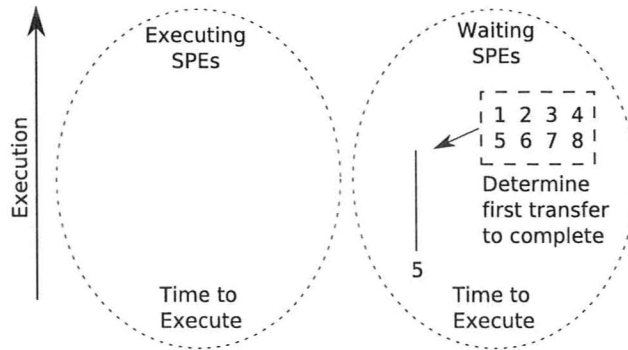 Execution
Executing
SPEs
Time to
Execute
Waiting
SPEs
1 2 3 4
5 6 7 8
Determine
first transfer
to complete
5
Time to
Execute